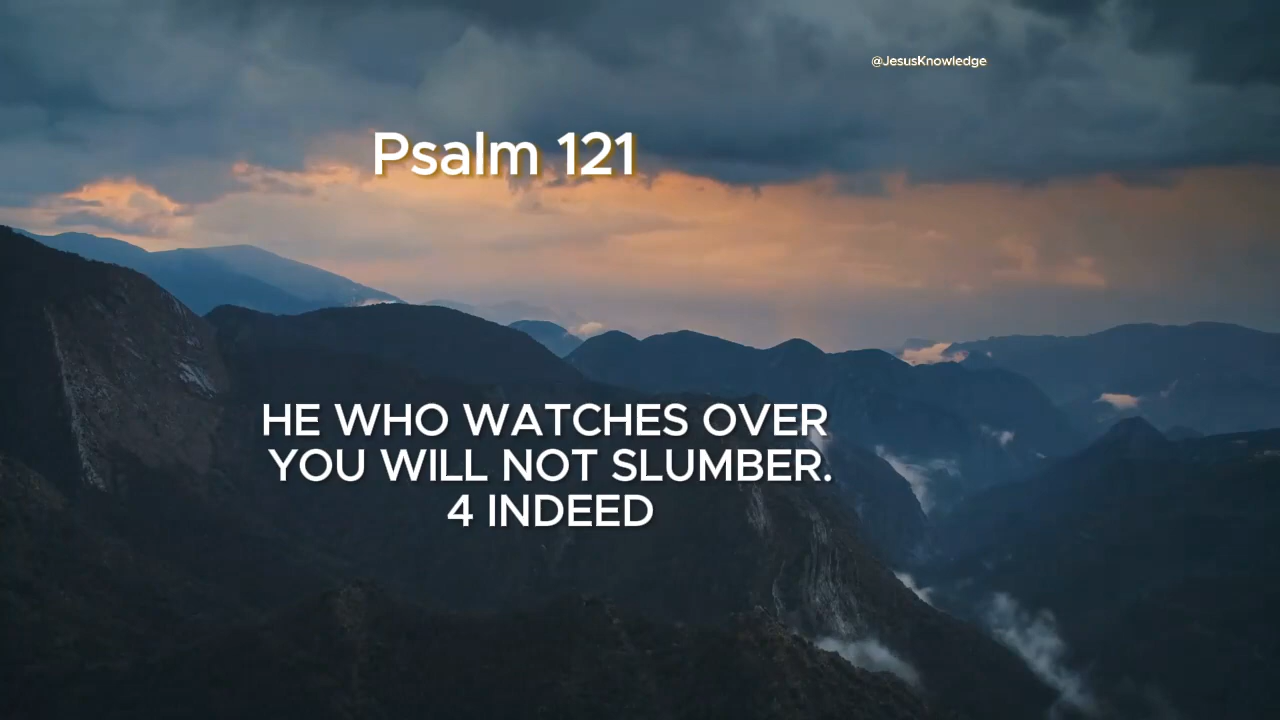 @JesusKnowledge
Psalm 121
HE WHO WATCHES OVER
YOU WILL NOT SLUMBER.
4 INDEED